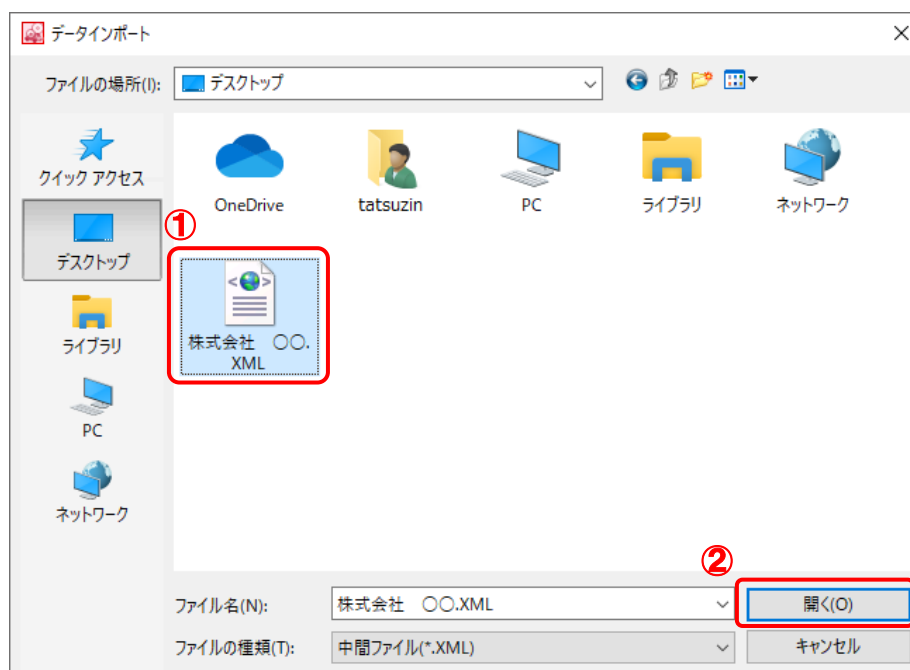 データインポート
ファイルの場所(I):
デスクトップ
クイック アクセス
デスクトップ
ライブラリ
PC
ネットワーク
OneDrive
tatsuzin
PC
ライブラリ
ネットワーク
①
株式会社　〇〇.
XML
②
ファイル名(N):
株式会社　〇〇.XML
開く(O)
ファイルの種類(T):
中間ファイル(*.XML)
キャンセル